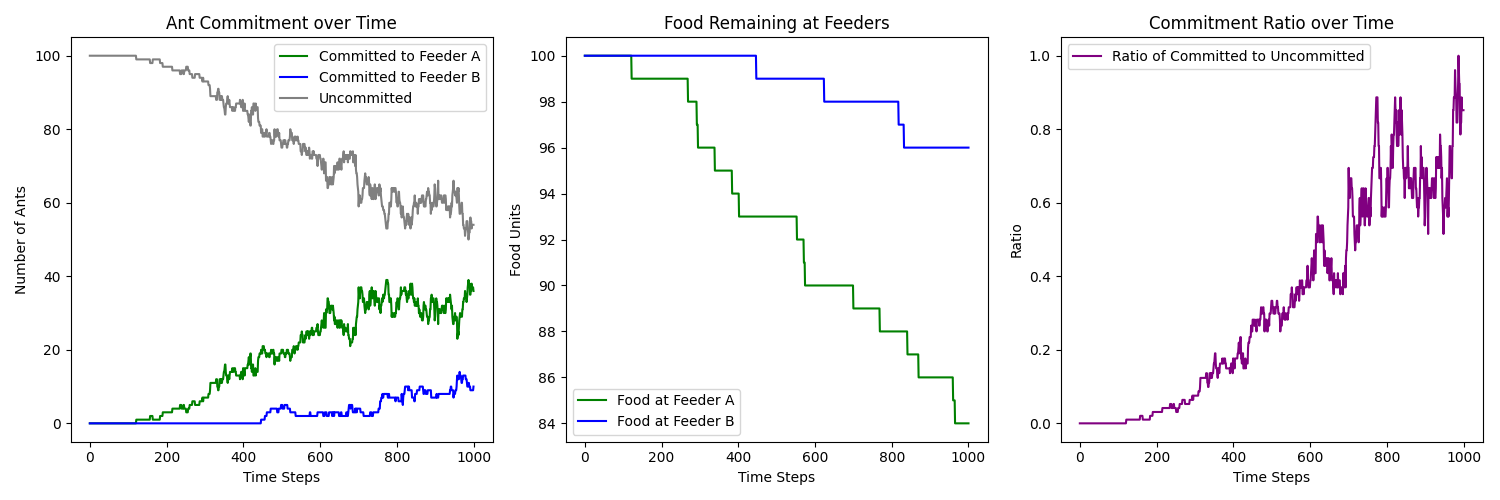 Ant Commitment over Time
Number of Ants
100
80
60
40
20
0
Committed to Feeder A
Committed to Feeder B
Uncommitted
0 200 400 600 800 1000
Time Steps
Food Remaining at Feeders
Food Units
100
98
96
94
92
90
88
86
84
Food at Feeder A
Food at Feeder B
0 200 400 600 800 1000
Time Steps
Commitment Ratio over Time
Ratio
1.0
0.8
0.6
0.4
0.2
0.0
Ratio of Committed to Uncommitted
0 200 400 600 800 1000
Time Steps